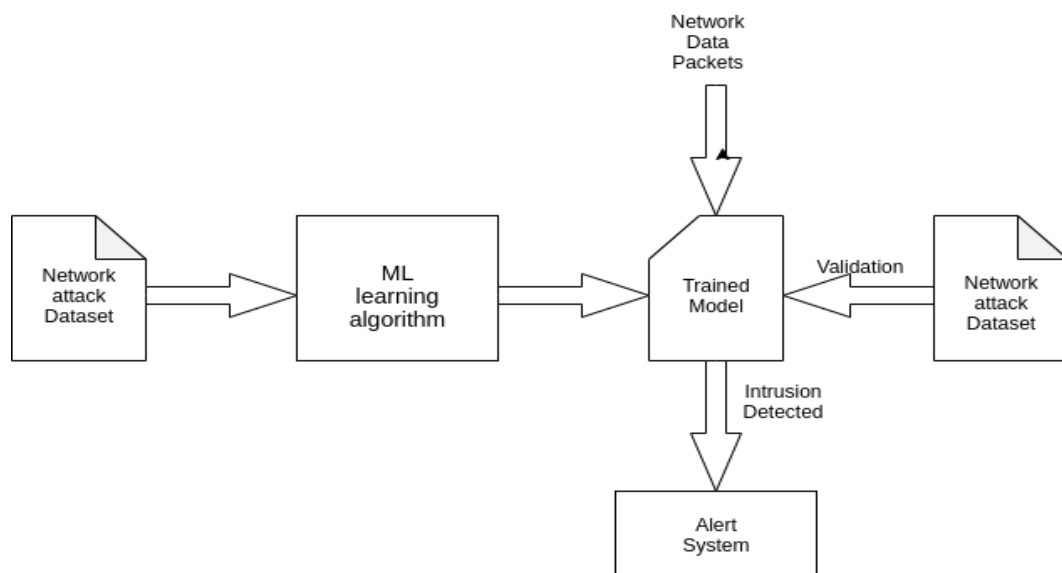 Network
Data
Packets
Network
attack
Dataset
ML
learning
algorithm
Trained
Model
Validation
Network
attack
Dataset
Intrusion
Detected
Alert
System